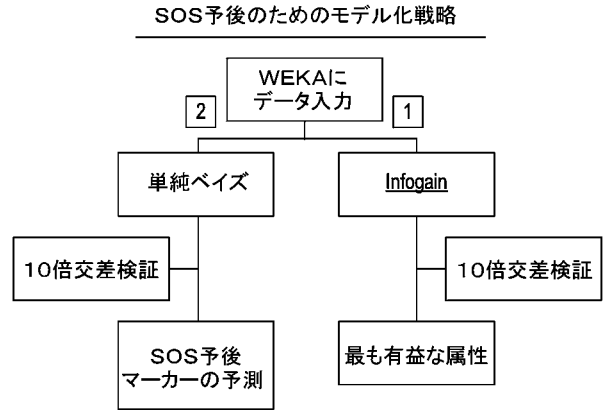 SOS予後のためのモデル化戦略
WEKAに
データ入力
2
1
単純ベイズ
Infogain
10倍交差検証
10倍交差検証
SOS予後
マーカーの予測
最も有益な属性